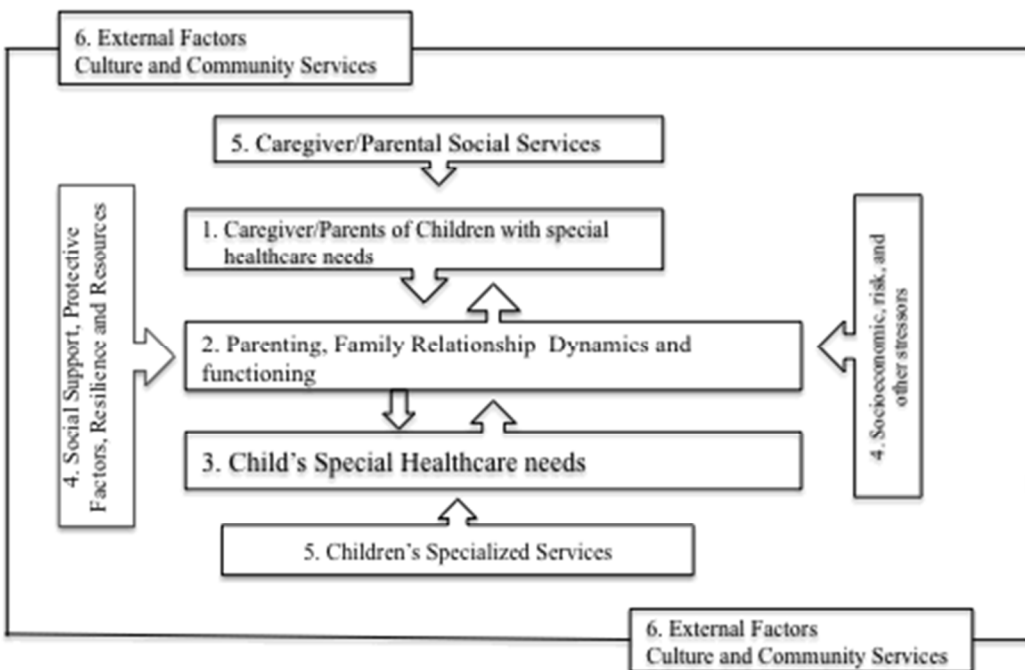 6. External Factors
Culture and Community Services
5. Caregiver/Parental Social Services
1. Caregiver/Parents of Children with special
healthcare needs
4. Social Support, Protective
Factors, Resilience and Resources
2. Parenting, Family Relationship Dynamics and
functioning
4. Socioeconomic, risk, and
other stressors
3. Child’s Special Healthcare needs
5. Children’s Specialized Services
6. External Factors
Culture and Community Services